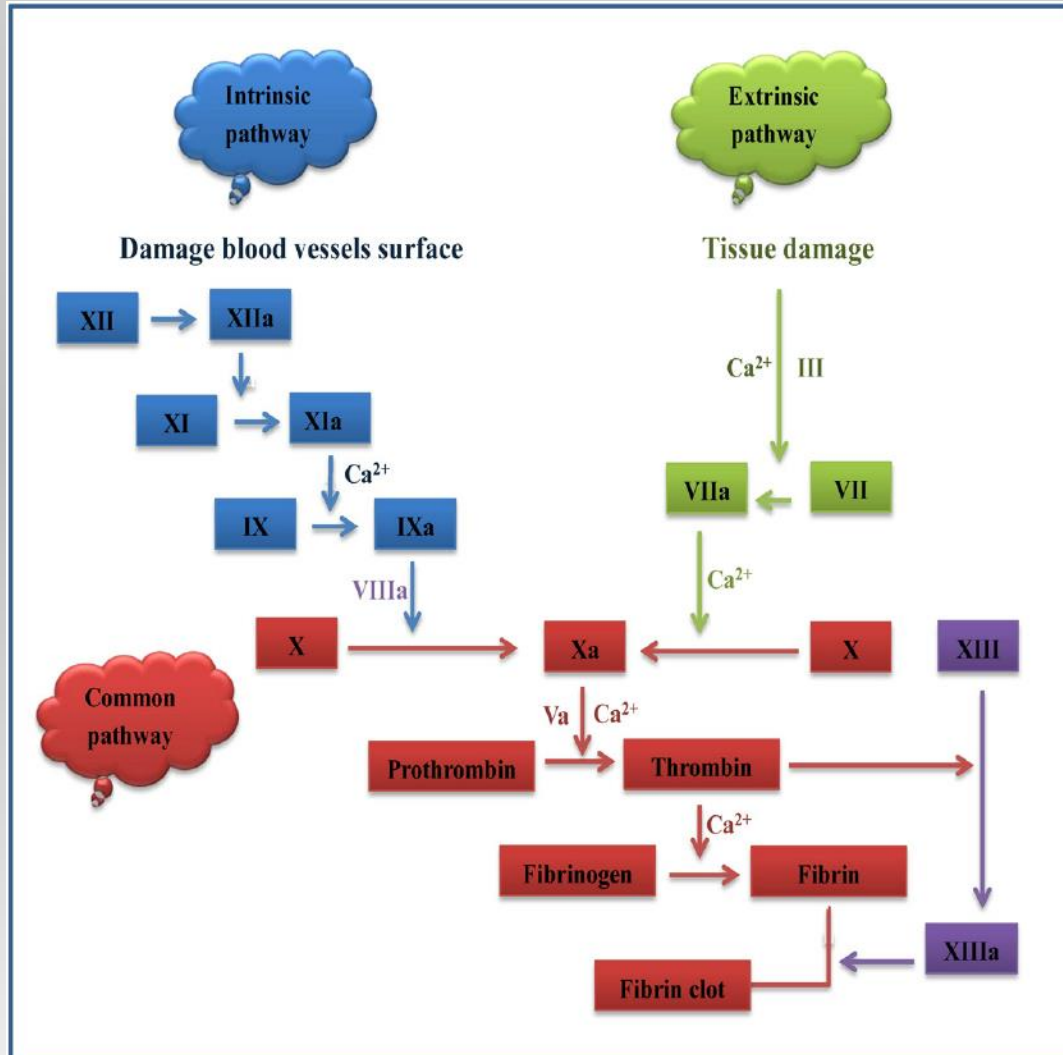 Intrinsic
pathway
Extrinsic
pathway
Damage blood vessels surface
Tissue damage
XII
XIIa
Ca²⁺
III
XI
XIa
Ca²⁺
VIIa
VII
IX
IXa
Ca²⁺
VIIIa
X
Xa
X
XIII
Common
pathway
Va
Ca²⁺
Prothrombin
Thrombin
Ca²⁺
Fibrinogen
Fibrin
XIIIa
Fibrin clot